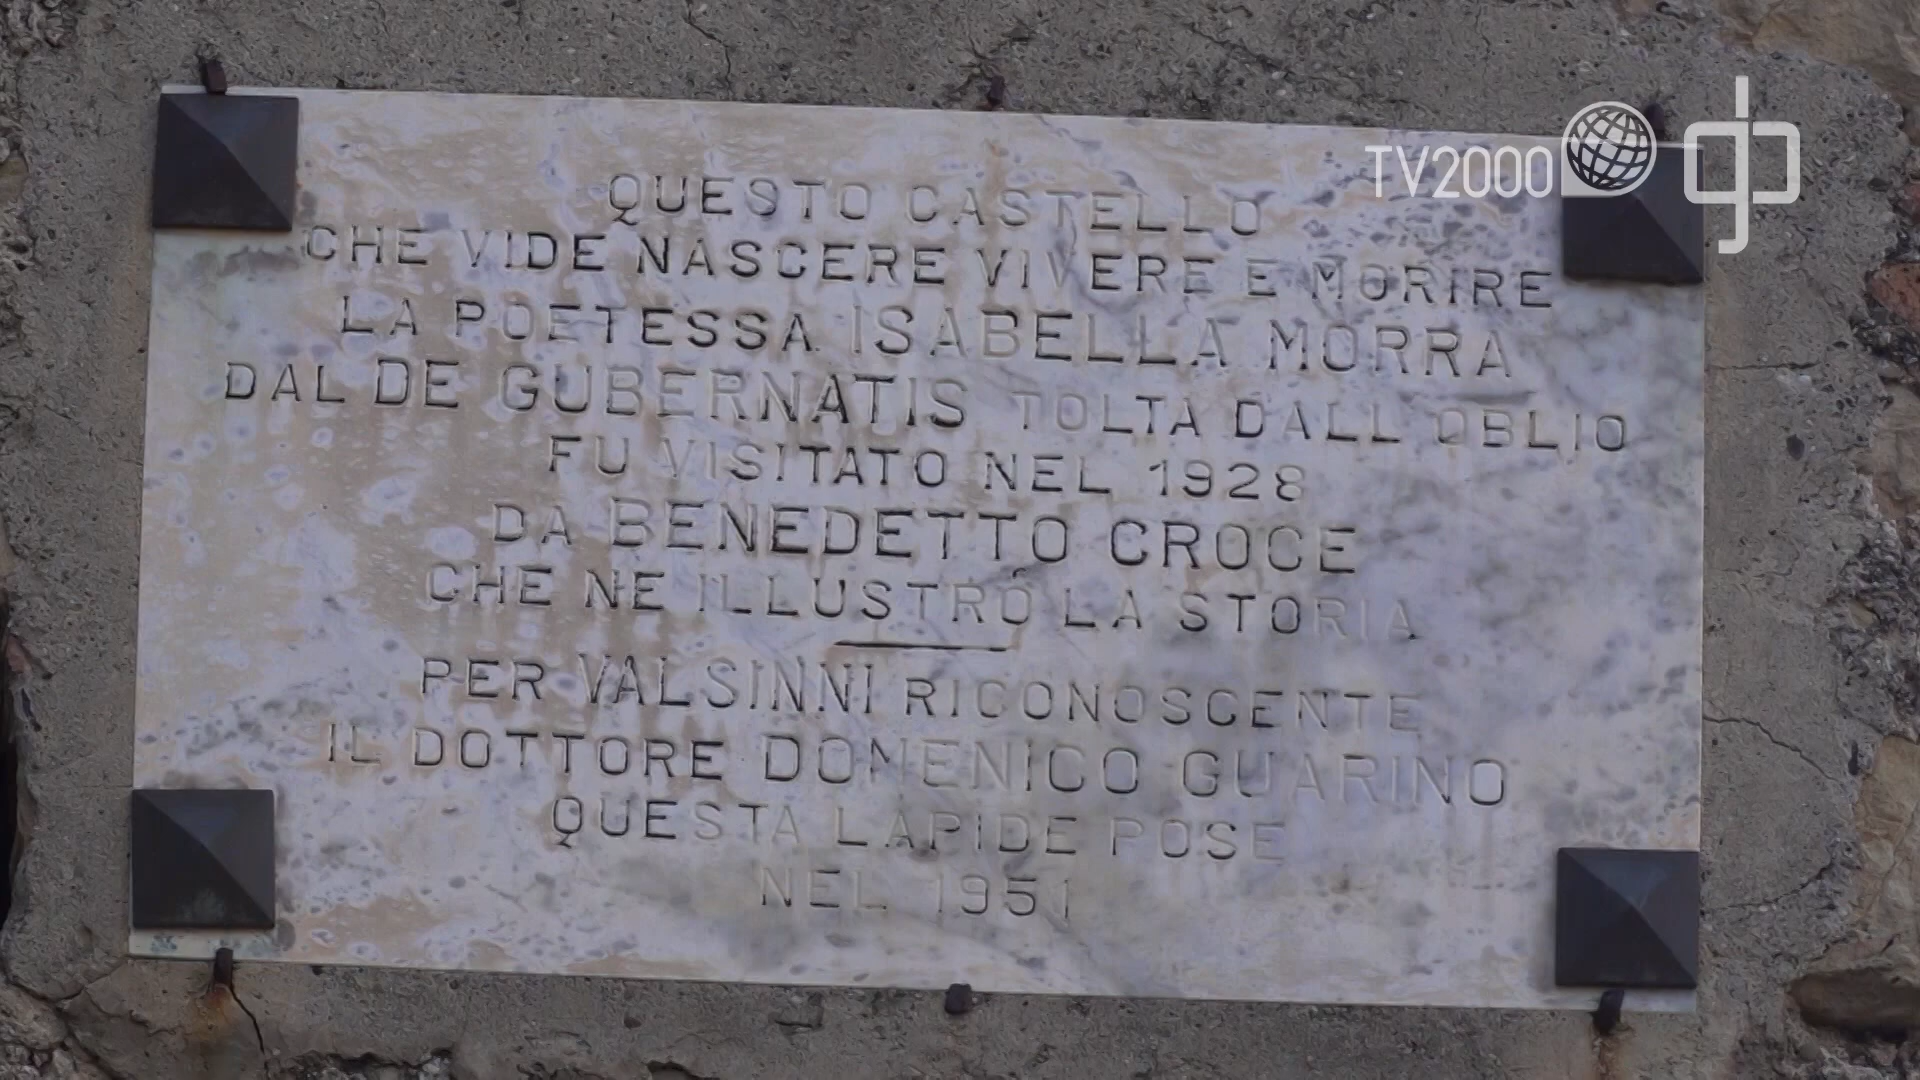 TV2000
QUESTO CASTELLO
CHE VIDE NASCERE VIVERE E MORIRE
LA POETESSA ISABELLA MORRA
DAL DE GUBERNATIS TOLTA DALL OBLIO
FU VISITATO NEL 1928
DA BENEDETTO CROCE
CHE NE ILLUSTRÓ LA STORIA
PER VALSINNI RICONOSCENTE
IL DOTTORE DOMENICO GUARINO
QUESTA LAPIDE POSE
NEL 1951